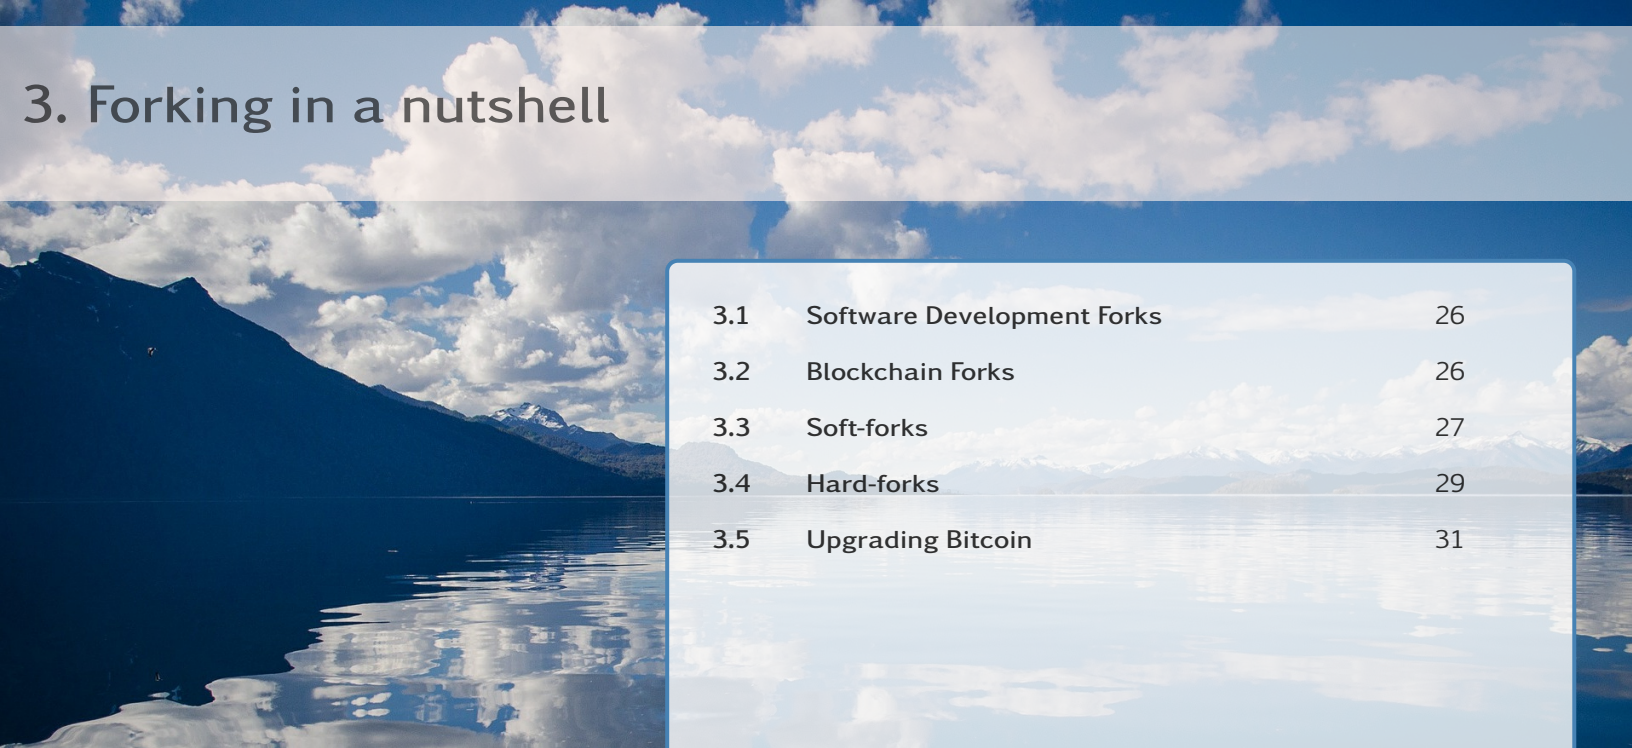 3. Forking in a nutshell
3.1 Software Development Forks 26
3.2 Blockchain Forks 26
3.3 Soft-forks 27
3.4 Hard-forks 29
3.5 Upgrading Bitcoin 31